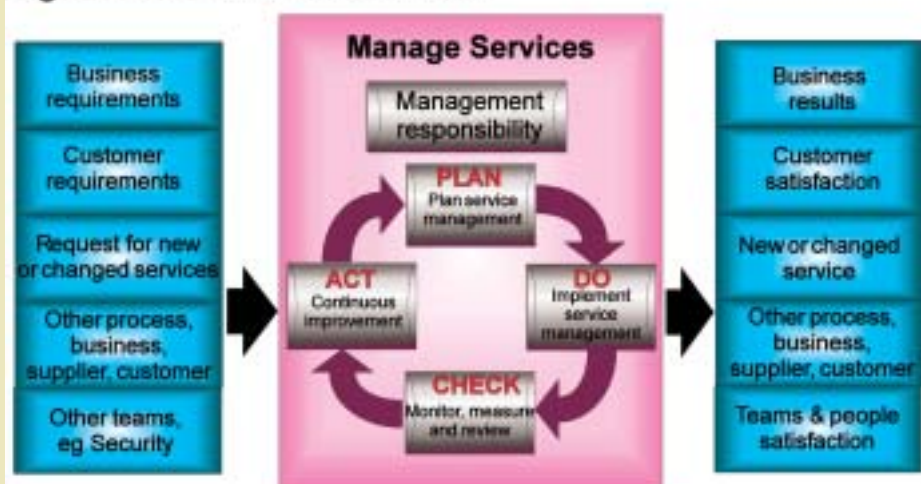 Business
requirements
Customer
requirements
Request for new
or changed services
Other process,
business,
supplier, customer
Other teams,
eg Security
Manage Services
Management
responsibility
PLAN
Plan service
management
DO
Implement
service
management
CHECK
Monitor, measure
and review
ACT
Continuous
improvement
Business
results
Customer
satisfaction
New or changed
service
Other process,
business,
supplier, customer
Teams & people
satisfaction